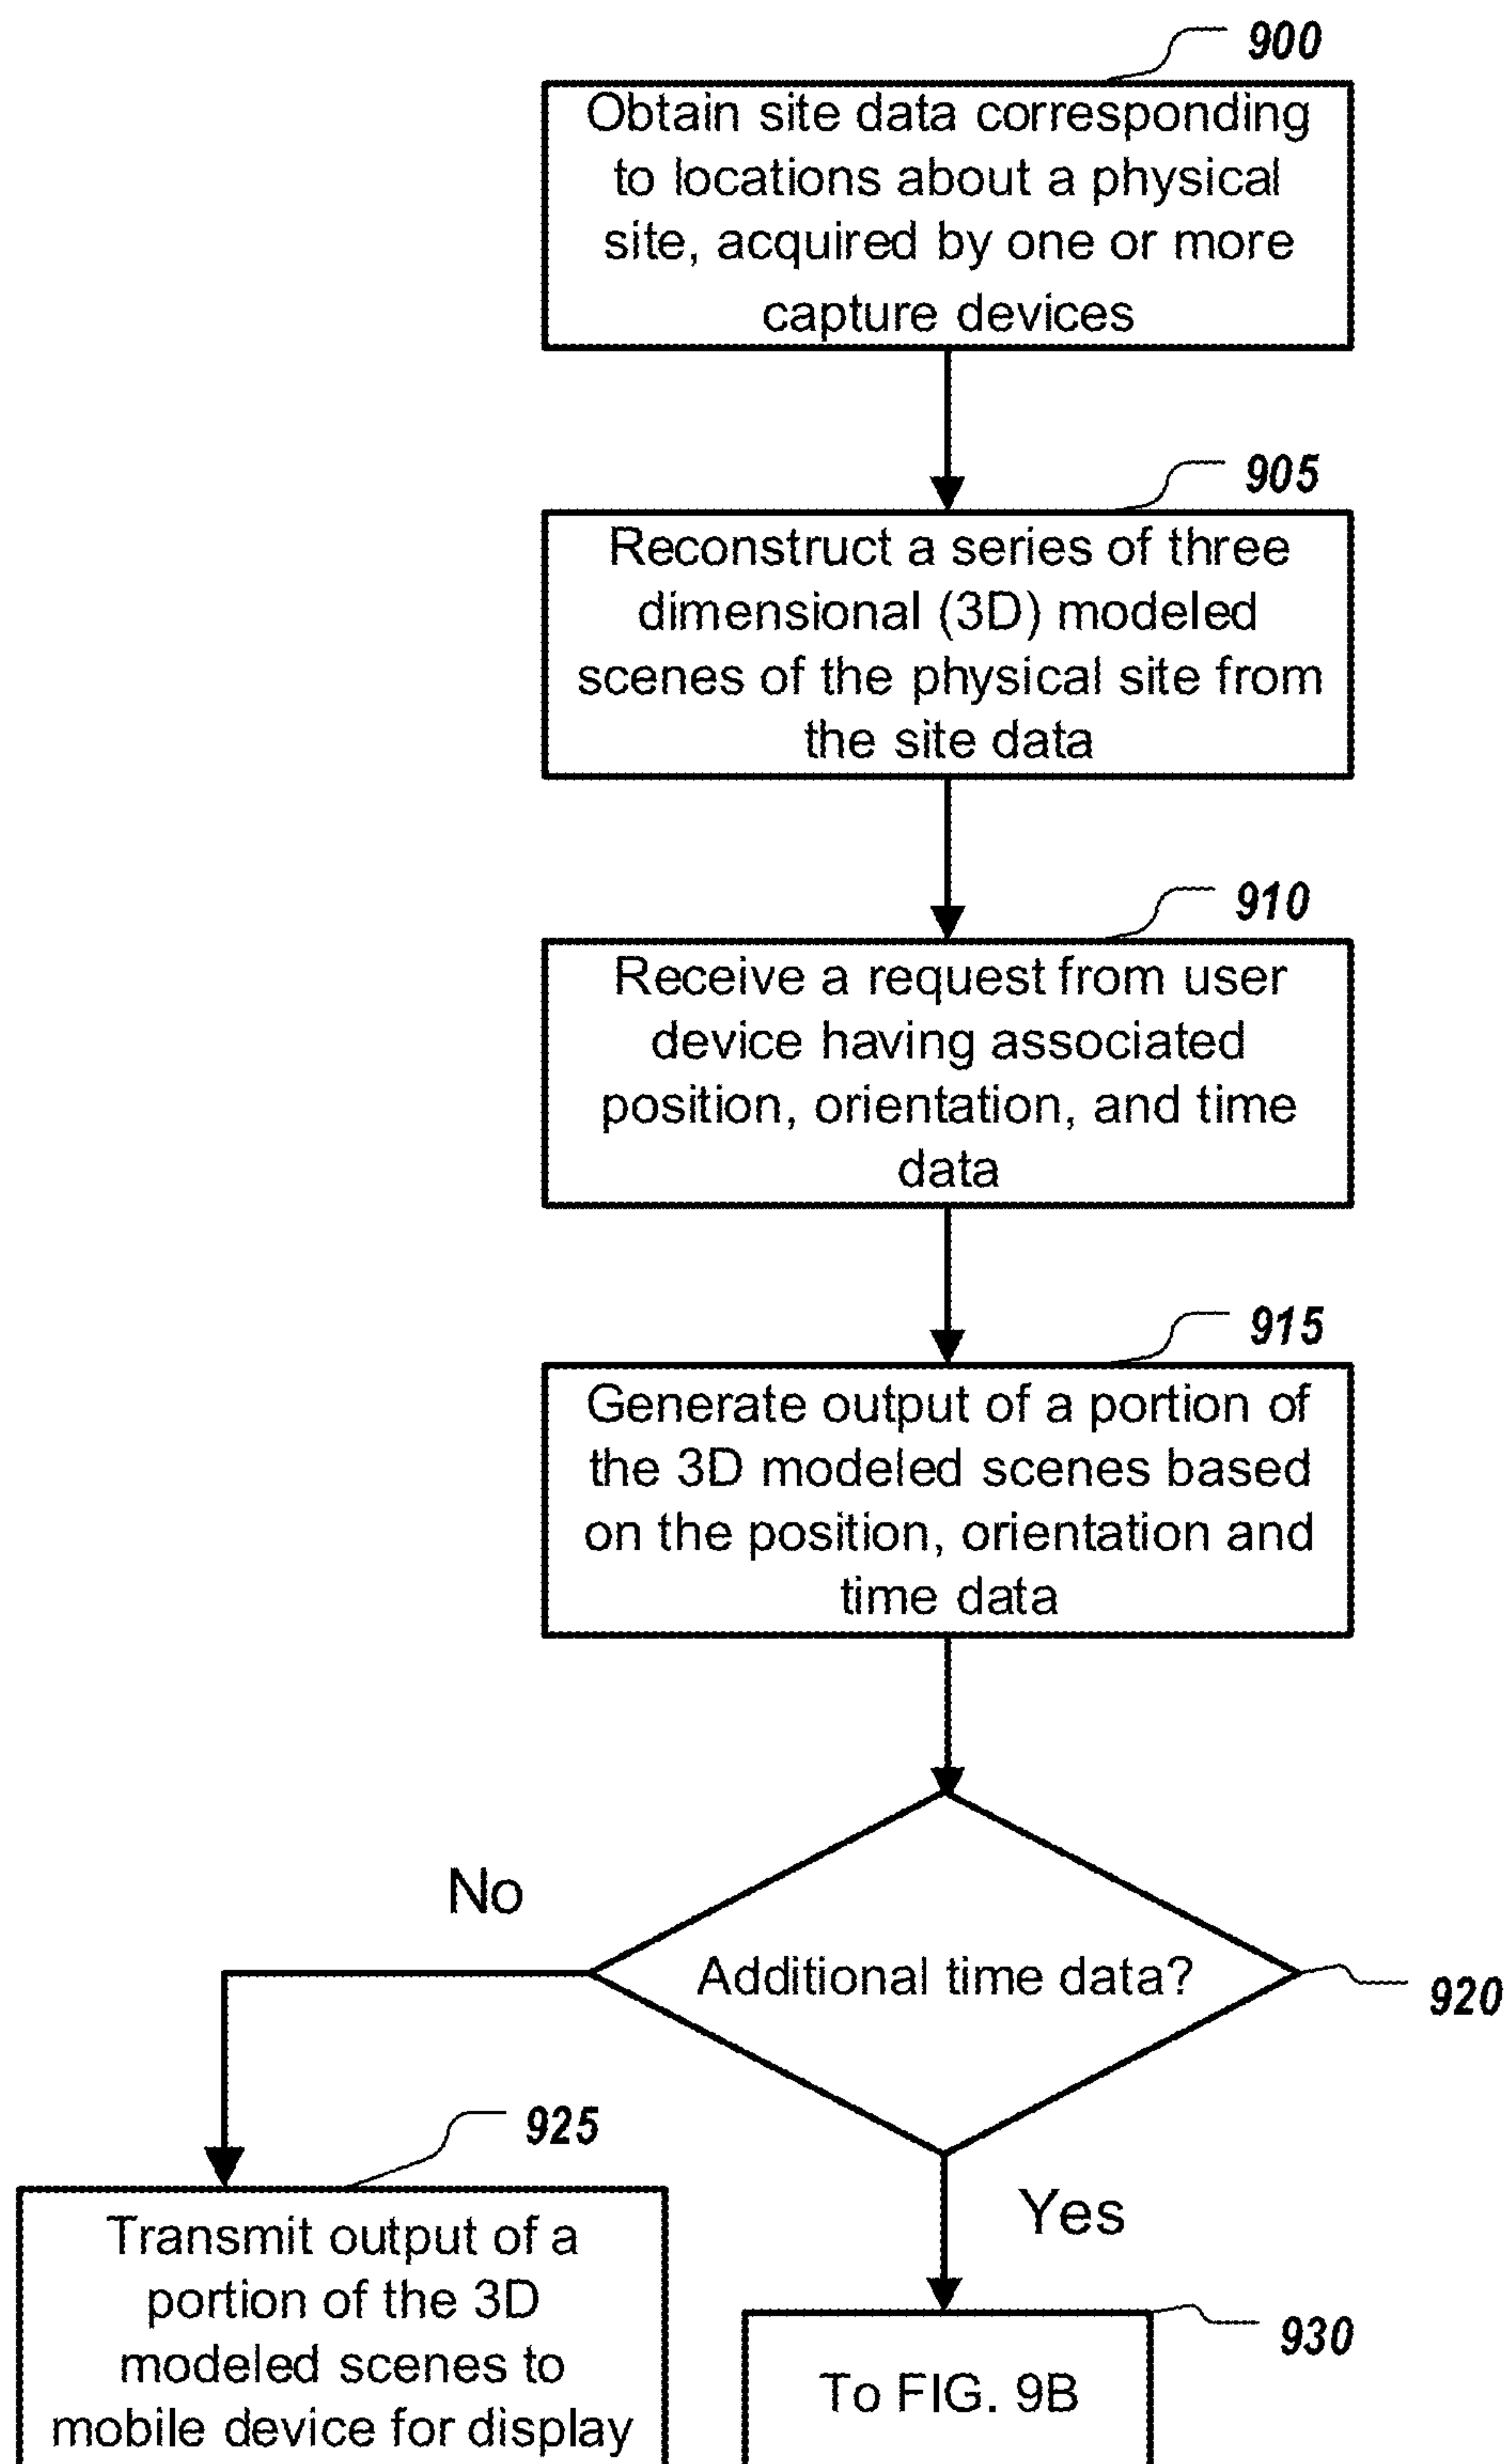 900
Obtain site data corresponding
to locations about a physical
site, acquired by one or more
capture devices
905
Reconstruct a series of three
dimensional (3D) modeled
scenes of the physical site from
the site data
910
Receive a request from user
device having associated
position, orientation, and time
data
915
Generate output of a portion of
the 3D modeled scenes based
on the position, orientation and
time data
No
Additional time data?
920
925
Transmit output of a
portion of the 3D
modeled scenes to
mobile device for display
Yes
930
To FIG. 9B